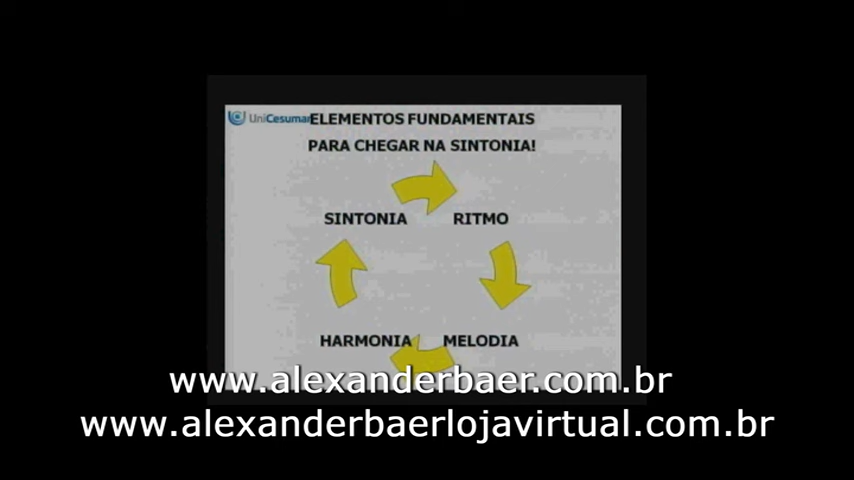 UniCesumar
ELEMENTOS FUNDAMENTAIS
PARA CHEGAR NA SINTONIA!
SINTONIA RITMO
HARMONIA MELODIA
www.alexanderbaer.com.br
www.alexanderbaerlojavirtual.com.br